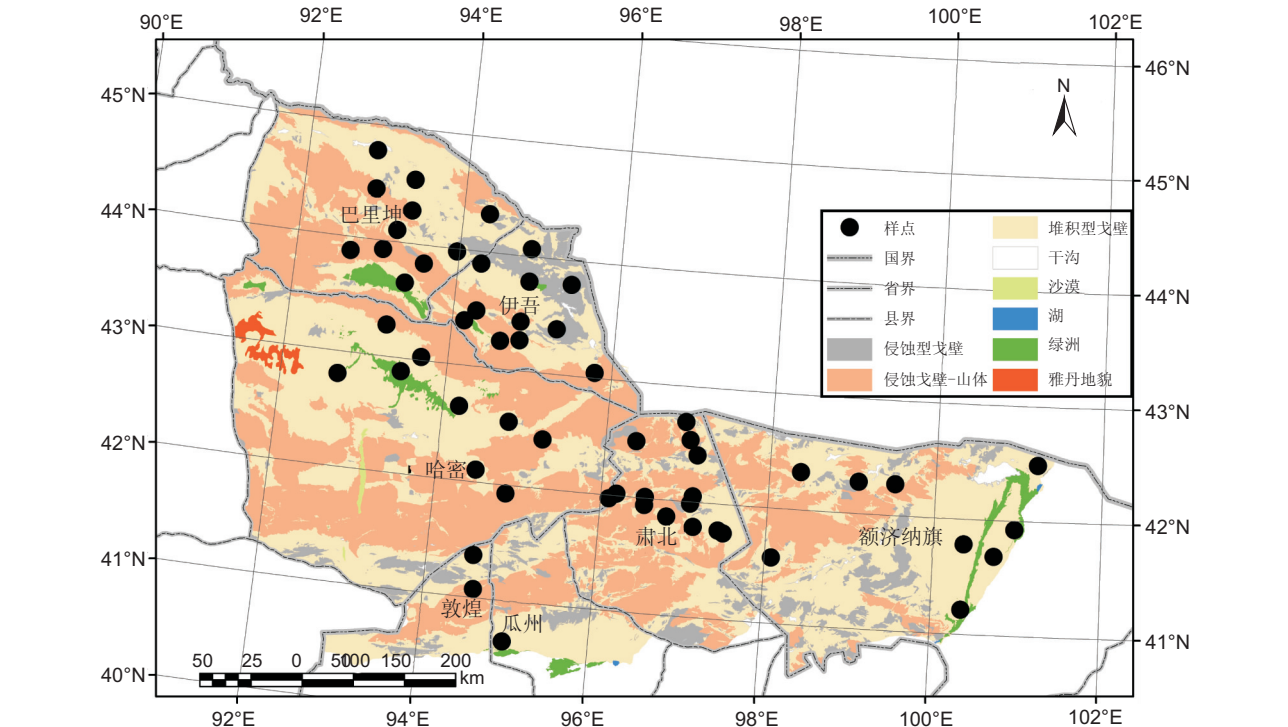 90°E 92°E 94°E 96°E 98°E 100°E 102°E
46°N
N
45°N
45°N
44°N
巴里坤
样点 堆积型戈壁
国界 干沟
省界 沙漠
44°N
伊吾
县界 湖
43°N
侵蚀型戈壁 绿洲
侵蚀戈壁-山体 雅丹地貌
43°N
42°N
哈密
42°N
肃北
额济纳旗
41°N
敦煌
瓜州
41°N
40°N
50 25 0 50 100 150 200
km
92°E 94°E 96°E 98°E 100°E 102°E